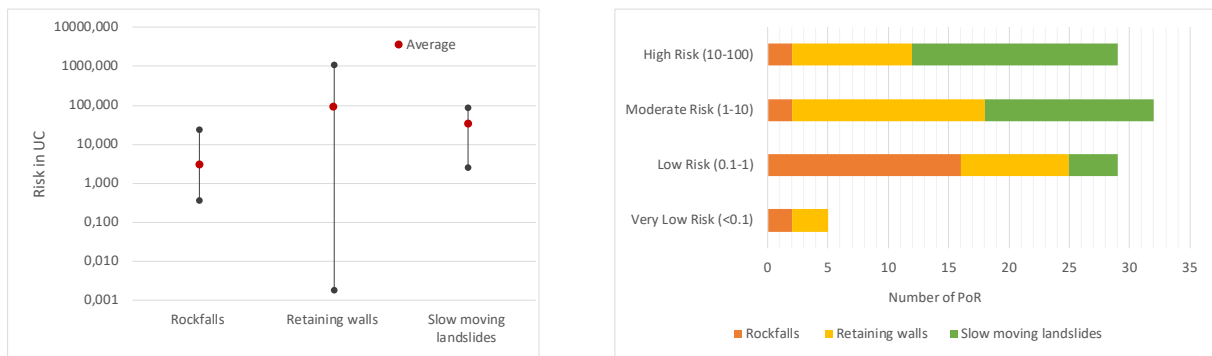 10000,000
1000,000
100,000
10,000
1,000
0,100
0,010
0,001
Risk in UC
Average
Rockfalls
Retaining walls
Slow moving
landslides
High Risk (10-100)
Moderate Risk (1-10)
Low Risk (0.1-1)
Very Low Risk (<0.1)
0 5 10 15 20 25 30 35
Number of PoR
Rockfalls Retaining walls Slow moving landslides